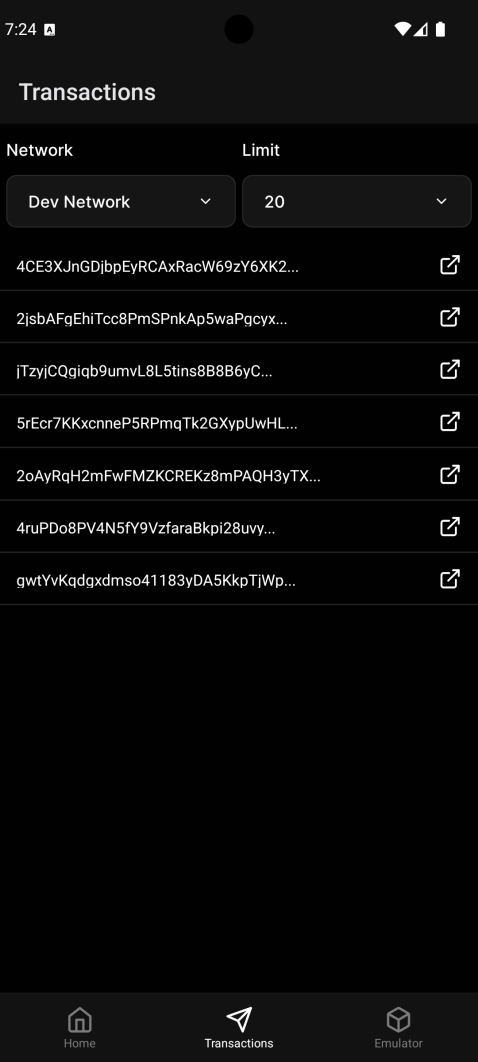 7:24
Transactions
Network
Limit
Dev Network
20
4CE3XJnGDjbpEyRCAxRacW69zY6XK2...
2jsbAFgEhiTcc8PmSPnkAp5waPgcyx...
jTzyjCQgiqb9umvL8L5tins8B8B6yC...
5rEcr7KKxcnneP5RPmqTk2GXypUwHL...
2oAyRqH2mFwFMZKCREKz8mPAQH3yTX...
4ruPDo8PV4N5fY9VzfaraBkpi28uvy...
gwtYvKqdgxdmso41183yDA5KkpTjWp...
Home
Transactions
Emulator